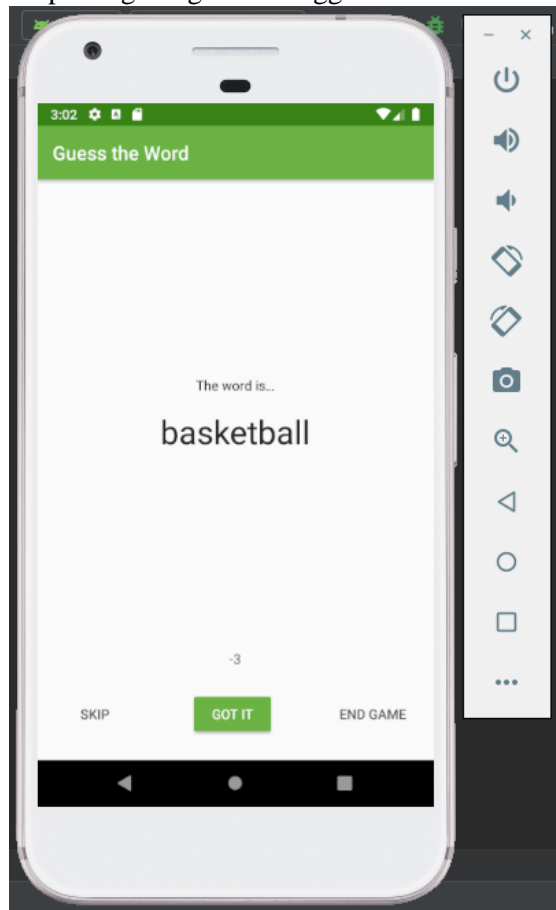 3:02
Guess the Word
The word is...
basketball
-3
SKIP
GOT IT
END GAME